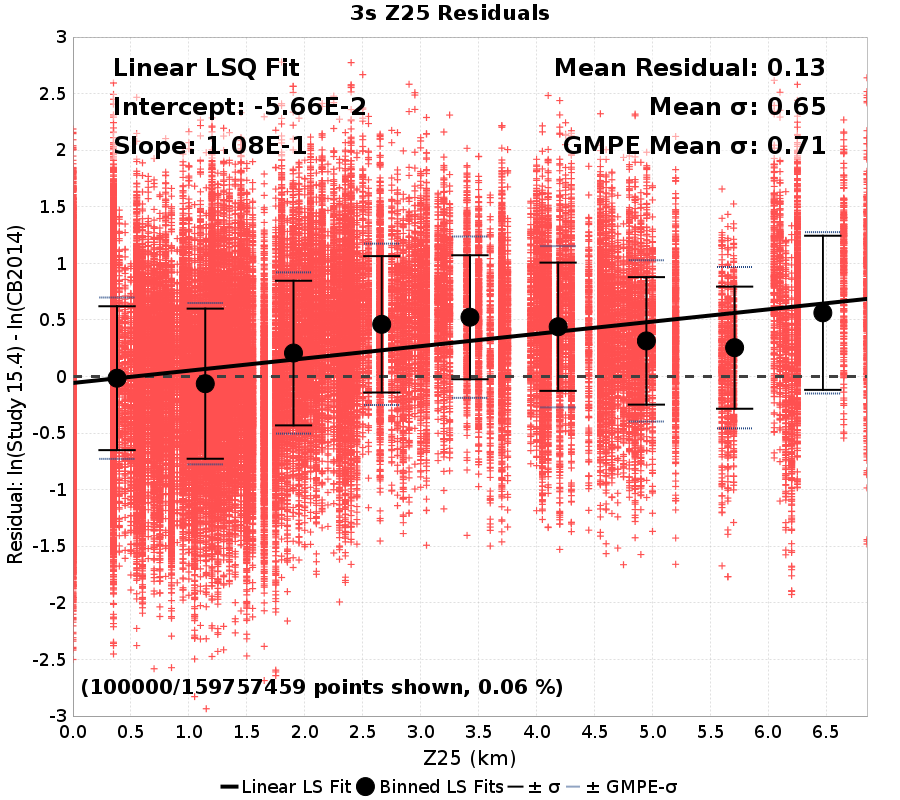 3s Z25 Residuals
Linear LSQ Fit
Intercept: -5.66E-2
Slope: 1.08E-1
Mean Residual: 0.13
Mean σ: 0.65
GMPE Mean σ: 0.71
Residual: ln(Study 15.4) - ln(CB2014)
3
2.5
2
1.5
1
0.5
0
-0.5
-1
-1.5
-2
-2.5
-3
(100000/159757459 points shown, 0.06 %)
0.0 0.5 1.0 1.5 2.0 2.5 3.0 3.5 4.0 4.5 5.0 5.5 6.0 6.5
Z25 (km)
Linear LS Fit Binned LS Fits ± σ ± GMPE-σ